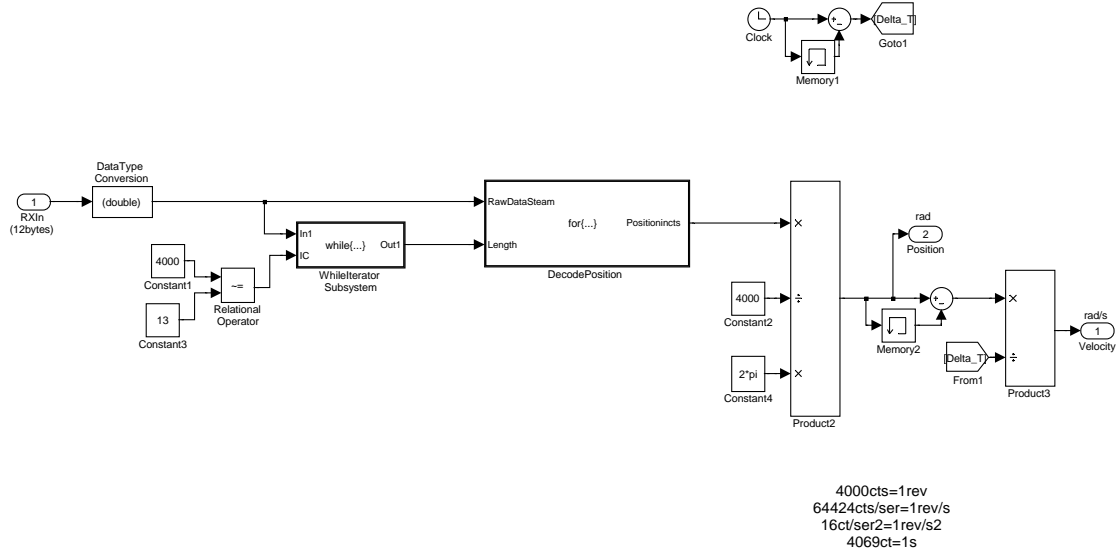 Clock
[Delta_T]
Goto1
Memory1
DataType
Conversion
(double)
1
RXIn
(12bytes)
RawDataSteam
for{...}
Positionincts
Length
DecodePosition
In1
while{...}
Out1
IC
WhileIterator
Subsystem
4000
Constant1
~=
Relational
Operator
13
Constant3
×
4000
÷
Constant2
2*pi
×
Constant4
Product2
rad
2
Position
+
−
Memory2
[Delta_T]
From1
×
÷
Product3
rad/s
1
Velocity
4000cts=1rev
64424cts/ser=1rev/s
16ct/ser2=1rev/s2
4069ct=1s